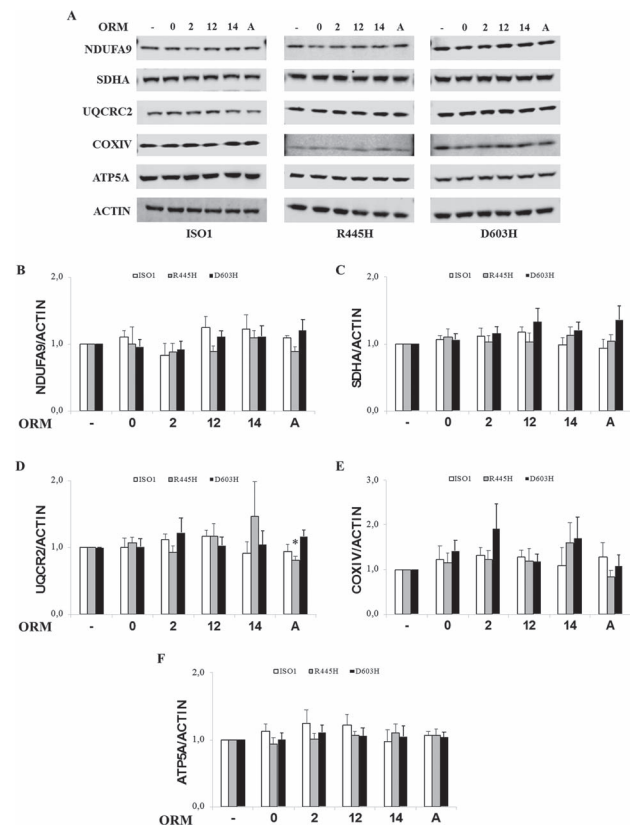 A
ORM - 0 2 12 14 A - 0 2 12 14 A - 0 2 12 14 A
NDUFA9
SDHA
UQCRC2
COXIV
ATP5A
ACTIN
ISO1 R445H D603H
B
2,0
ISO1 R445H D603H
NDUFA9/ACTIN
1,0
0,0
ORM - 0 2 12 14 A
C
2,0
ISO1 R445H D603H
SDHA/ACTIN
1,0
0,0
- 0 2 12 14 A
D
2,0
ISO1 R445H D603H
UQCR2/ACTIN
1,0
*
0,0
ORM - 0 2 12 14 A
E
3,0
ISO1 R445H D603H
COXIV/ACTIN
2,0
1,0
0,0
- 0 2 12 14 A
F
2,0
ISO1 R445H D603H
ATP5A/ACTIN
1,0
0,0
ORM - 0 2 12 14 A